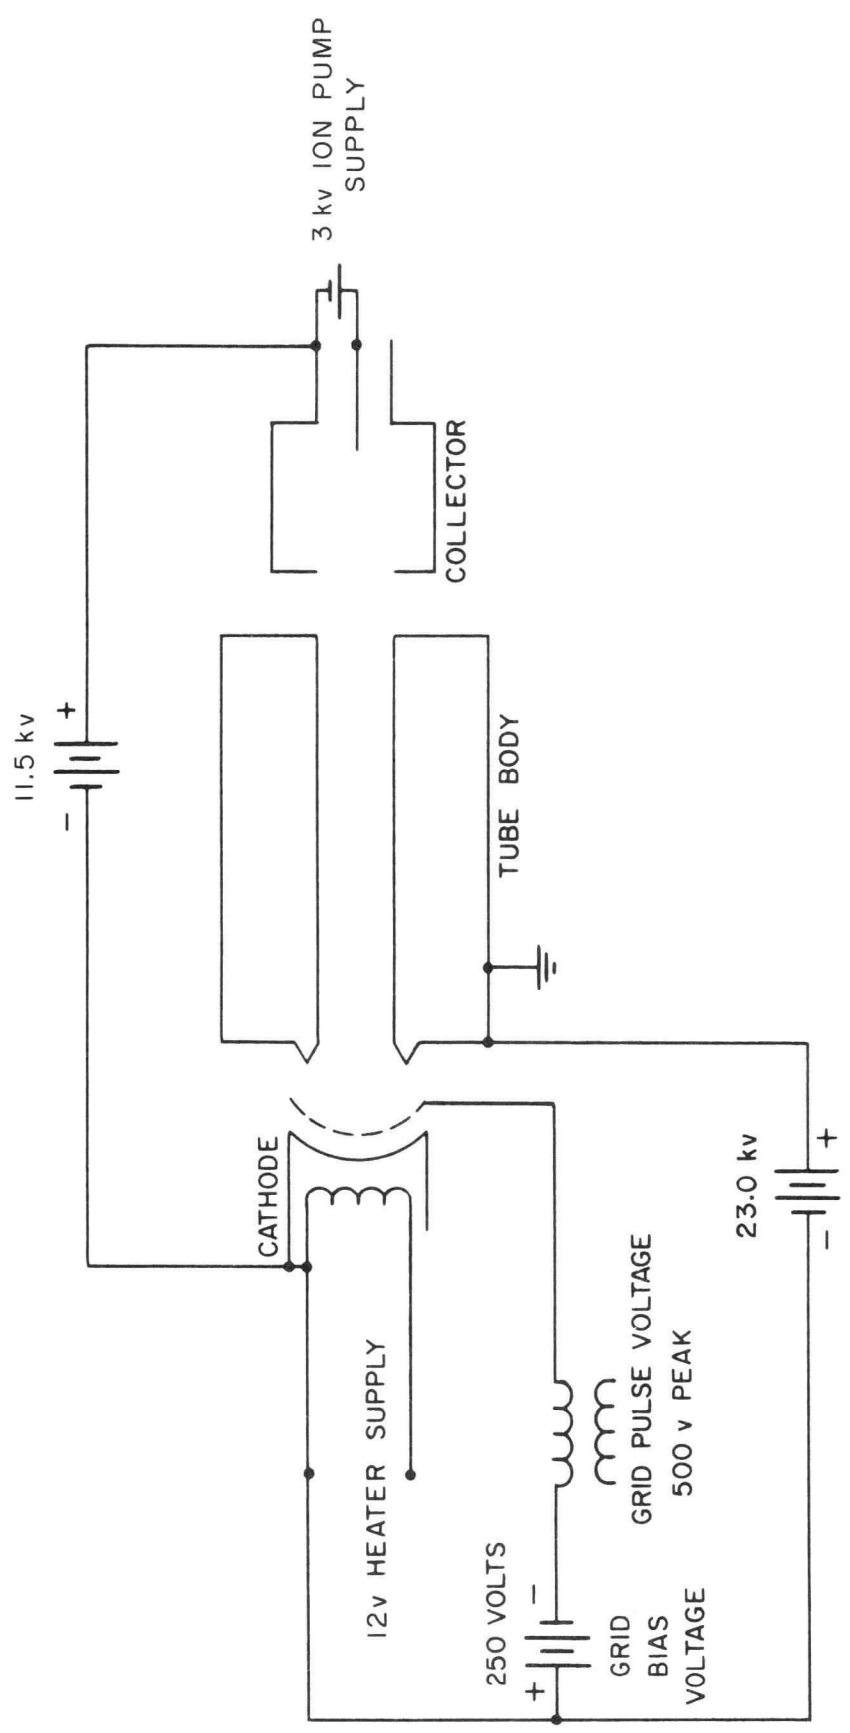 11.5 kv
-
+
3 kv ION PUMP
SUPPLY
CATHODE
COLLECTOR
TUBE BODY
12v HEATER SUPPLY
250 VOLTS
+
-
GRID
BIAS
VOLTAGE
GRID PULSE VOLTAGE
500 v PEAK
23.0 kv
-
+